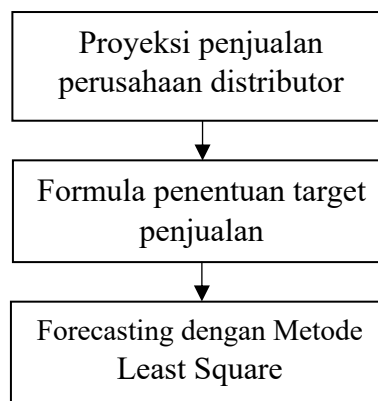 Proyeksi penjualan
perusahaan distributor
Formula penentuan target
penjualan
Forecasting dengan Metode
Least Square